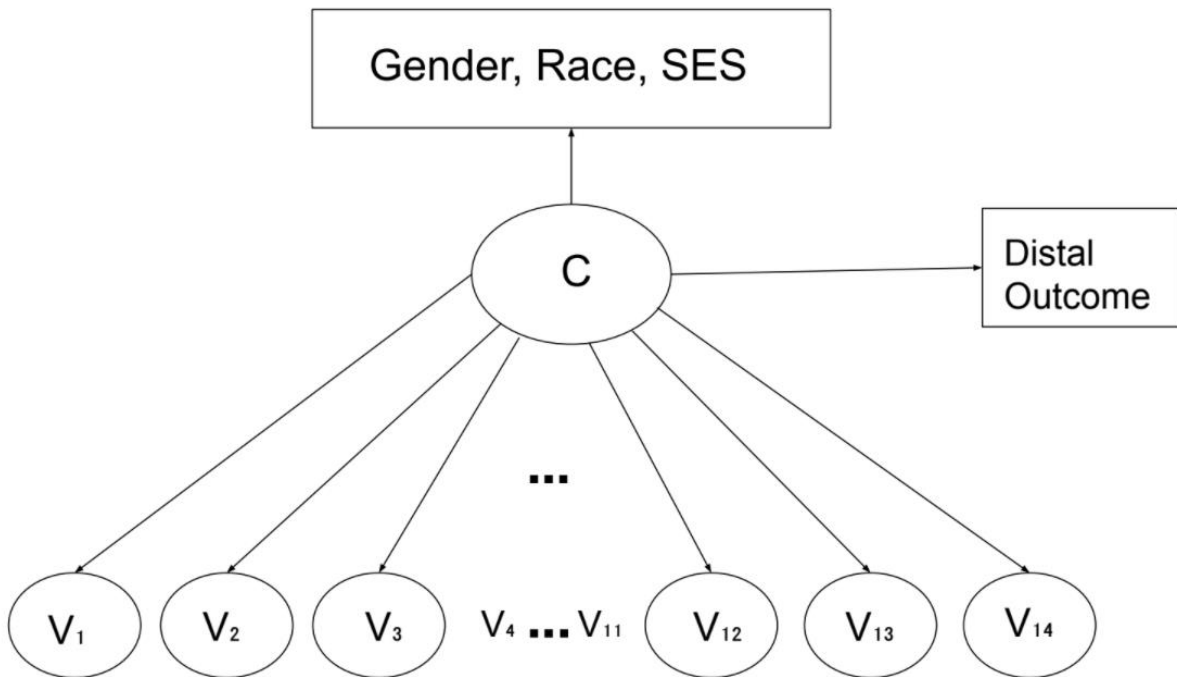 Gender, Race, SES
C
Distal
Outcome
...
V₁ V₂ V₃ V₄ ... V₁₁ V₁₂ V₁₃ V₁₄